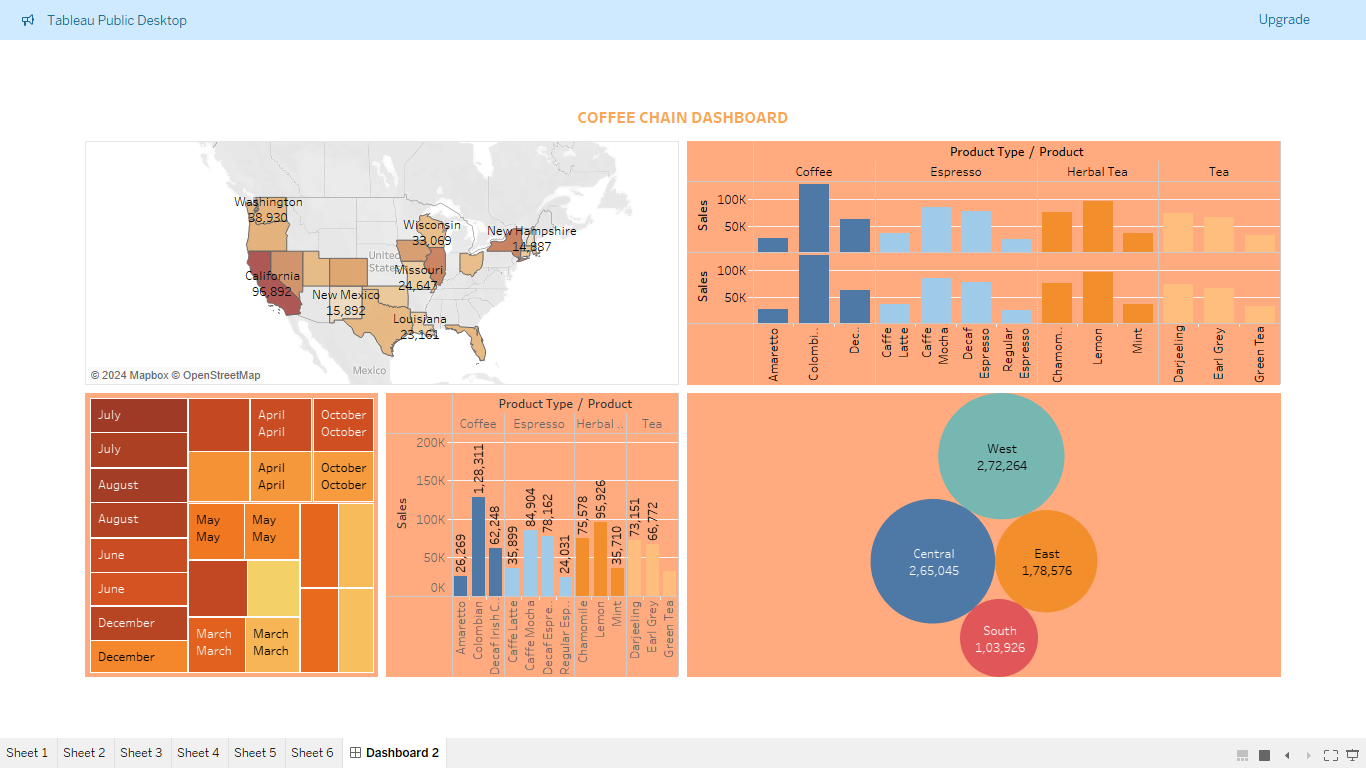 Tableau Public Desktop
Upgrade
COFFEE CHAIN DASHBOARD
Washington
38,930
Wisconsin
33,069
New Hampshire
14,887
United
States
California
96,892
Missouri
24,647
New Mexico
15,892
Louisiana
23,161
Mexico
© 2024 Mapbox © OpenStreetMap
Product Type / Product
Coffee
Espresso
Herbal Tea
Tea
Sales
100K
50K
Sales
100K
50K
Amaretto
Colombi..
Dec..
Caffe
Latte
Caffe
Mocha
Decaf
Espresso
Regular
Espresso
Chamom..
Lemon
Mint
Darjeeling
Earl Grey
Green Tea
July
July
August
August
June
June
December
December
April
April
October
October
April
April
October
October
May
May
May
May
March
March
March
March
Product Type / Product
Coffee
Espresso
Herbal ..
Tea
Sales
200K
150K
100K
50K
0K
26,269
1,28,311
62,248
35,899
84,904
78,162
24,031
75,578
95,926
35,710
73,151
66,772
Amaretto
Colombian
Decaf Irish C..
Caffe Latte
Caffe Mocha
Decaf Espre..
Regular Esp..
Chamomile
Lemon
Mint
Darjeeling
Earl Grey
Green Tea
West
2,72,264
Central
2,65,045
East
1,78,576
South
1,03,926
Sheet 1
Sheet 2
Sheet 3
Sheet 4
Sheet 5
Sheet 6
Dashboard 2